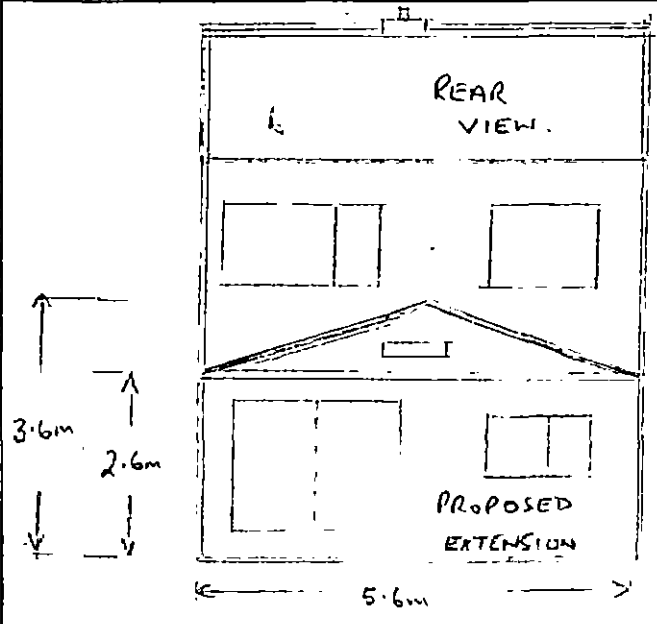 REAR
VIEW.
3.6m
2.6m
PROPOSED
EXTENSION
5.6m